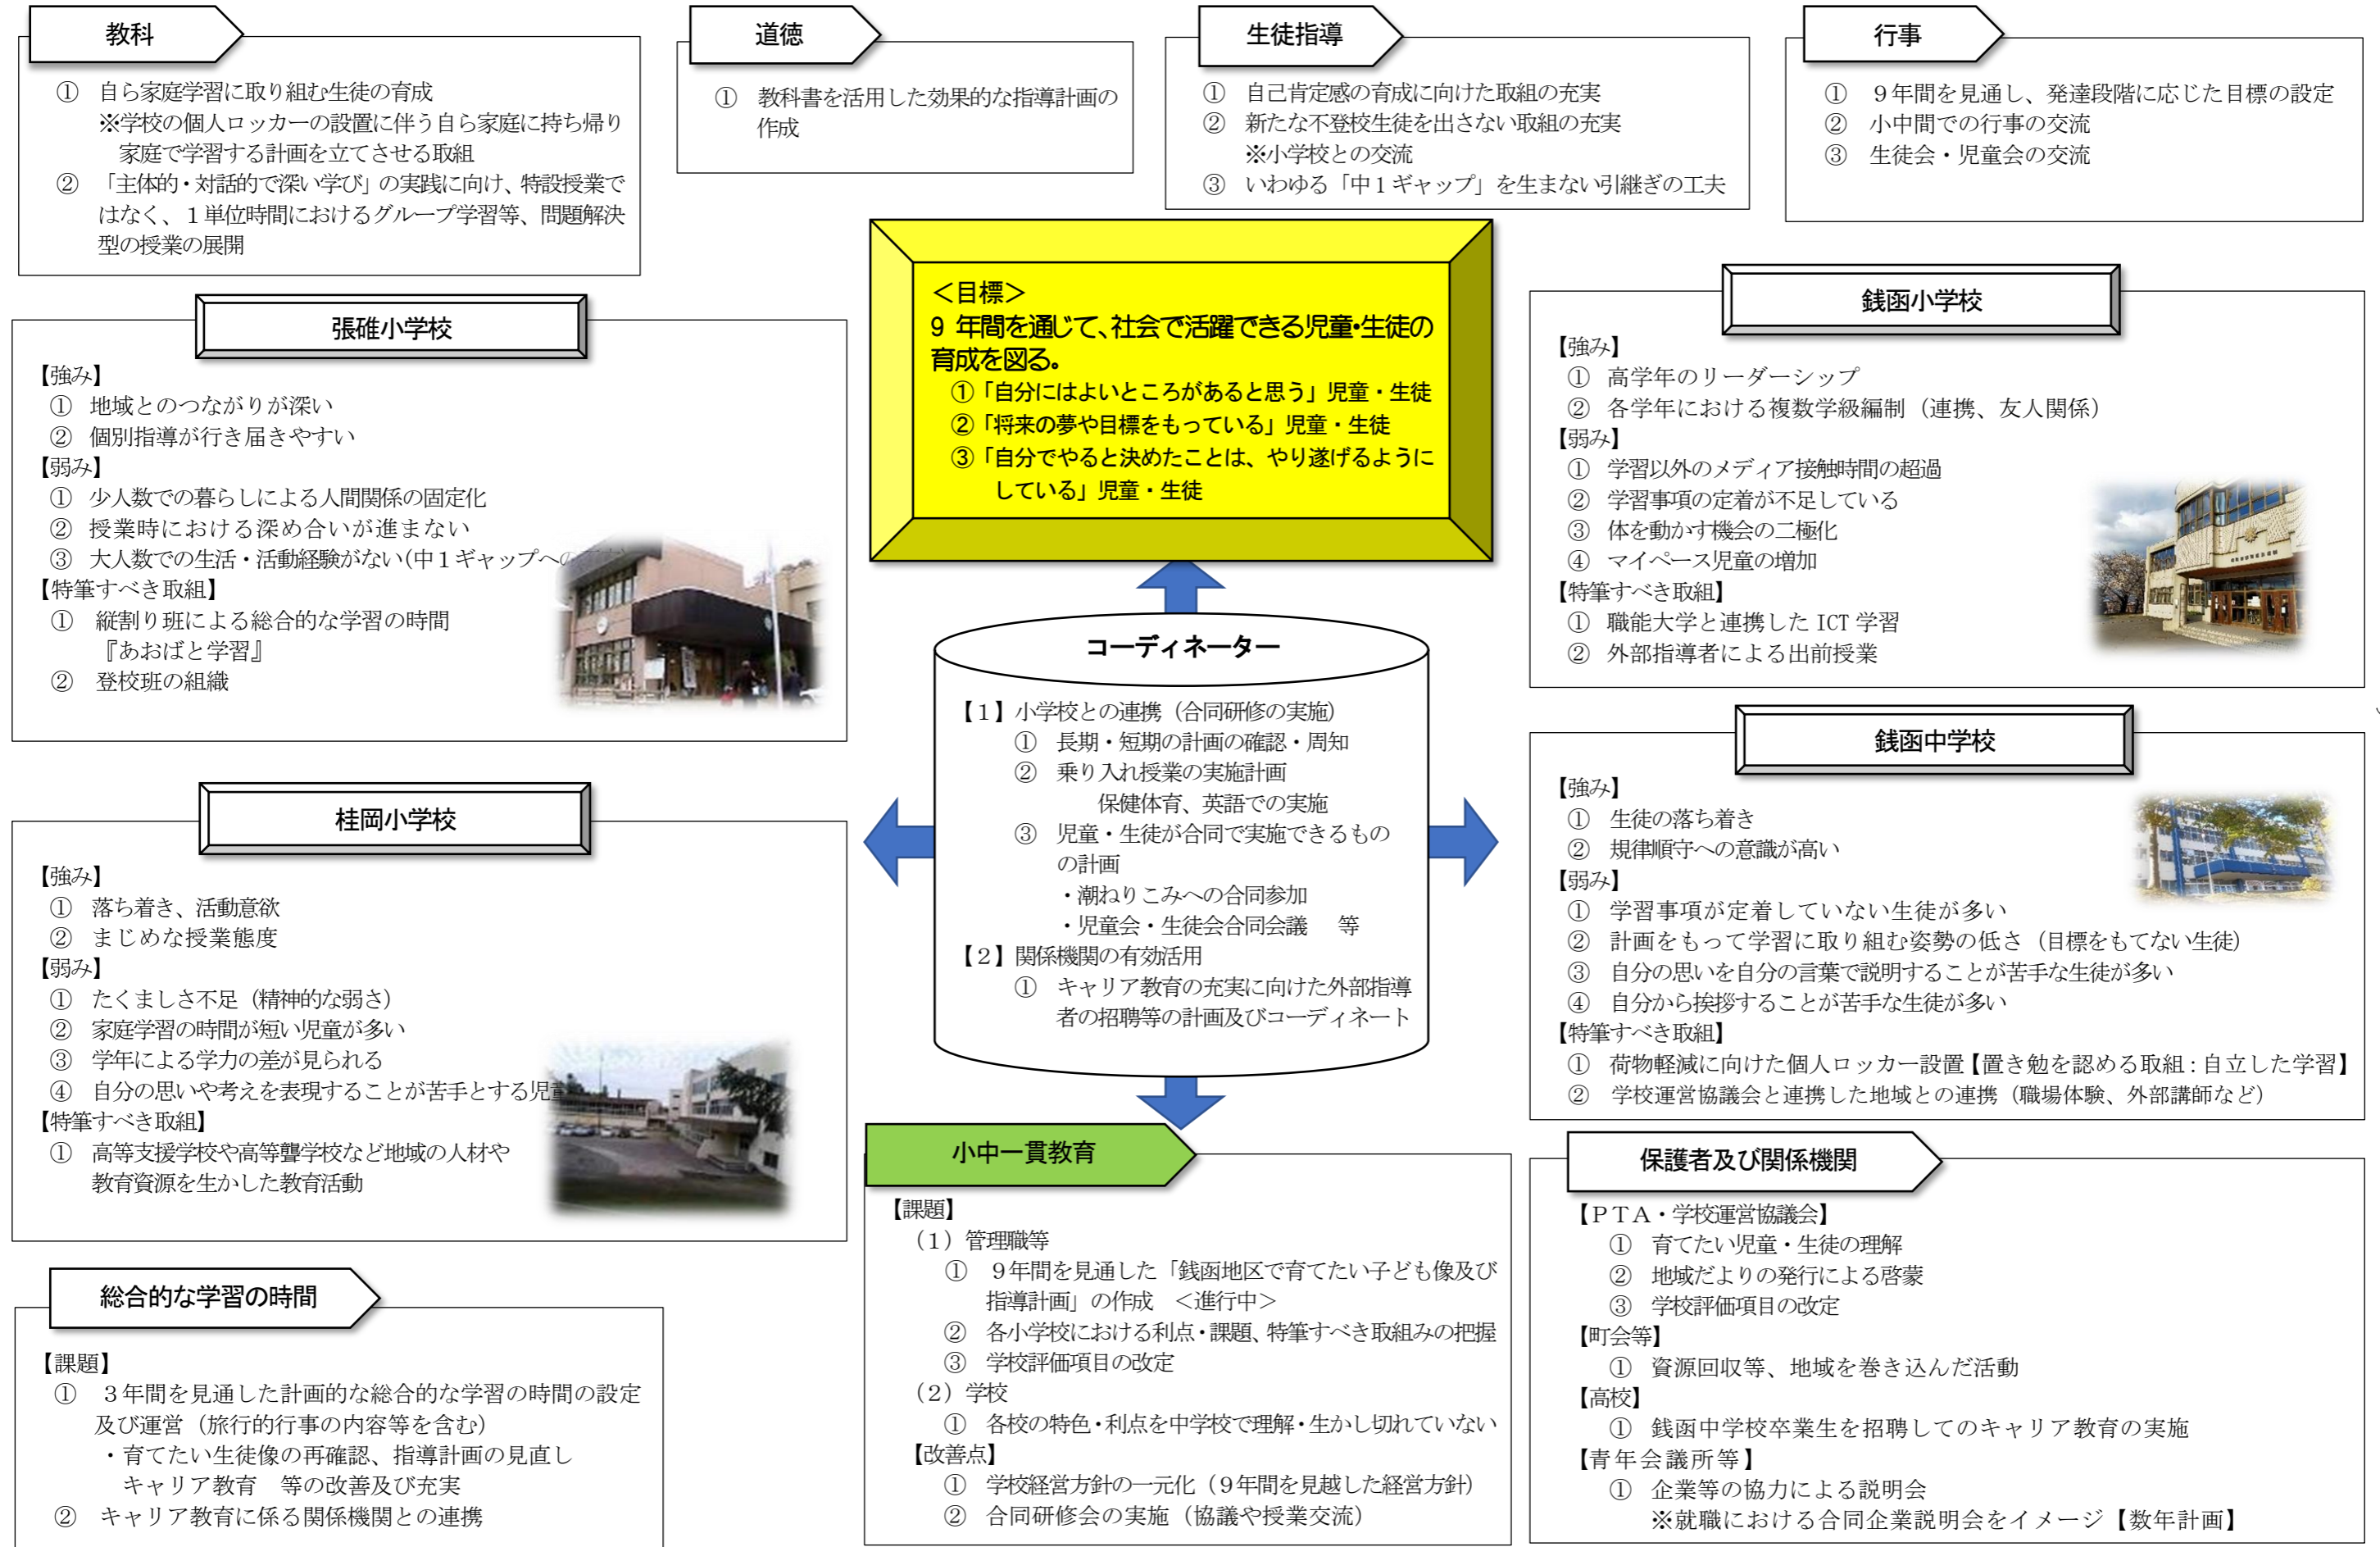 教科
① 自ら家庭学習に取り組む生徒の育成
※学校の個人ロッカーの設置に伴う自ら家庭に持ち帰り
家庭で学習する計画を立てさせる取組
② 「主体的・対話的で深い学び」の実践に向け、特設授業で
はなく、１単位時間におけるグループ学習等、問題解決
型の授業の展開
道徳
① 教科書を活用した効果的な指導計画の
作成
生徒指導
① 自己肯定感の育成に向けた取組の充実
② 新たな不登校生徒を出さない取組の充実
※小学校との交流
③ いわゆる「中１ギャップ」を生まない引継ぎの工夫
行事
① ９年間を見通し、発達段階に応じた目標の設定
② 小中間での行事の交流
③ 生徒会・児童会の交流
張碓小学校
【強み】
① 地域とのつながりが深い
② 個別指導が行き届きやすい
【弱み】
① 少人数での暮らしによる人間関係の固定化
② 授業時における深め合いが進まない
③ 大人数での生活・活動経験がない(中１ギャップへの
【特筆すべき取組】
① 縦割り班による総合的な学習の時間
『あおばと学習』
② 登校班の組織
＜目標＞
9 年間を通じて、社会で活躍できる児童・生徒の
育成を図る。
①「自分にはよいところがあると思う」児童・生徒
②「将来の夢や目標をもっている」児童・生徒
③「自分でやると決めたことは、やり遂げるように
している」児童・生徒
銭函小学校
【強み】
① 高学年のリーダーシップ
② 各学年における複数学級編制（連携、友人関係）
【弱み】
① 学習以外のメディア接触時間の超過
② 学習事項の定着が不足している
③ 体を動かす機会の二極化
④ マイペース児童の増加
【特筆すべき取組】
① 職能大学と連携した ICT 学習
② 外部指導者による出前授業
コーディネーター
【１】小学校との連携（合同研修の実施）
① 長期・短期の計画の確認・周知
② 乗り入れ授業の実施計画
保健体育、英語での実施
③ 児童・生徒が合同で実施できるもの
の計画
・潮ねりこみへの合同参加
・児童会・生徒会合同会議 等
【２】関係機関の有効活用
① キャリア教育の充実に向けた外部指導
者の招聘等の計画及びコーディネート
桂岡小学校
【強み】
① 落ち着き、活動意欲
② まじめな授業態度
【弱み】
① たくましさ不足（精神的な弱さ）
② 家庭学習の時間が短い児童が多い
③ 学年による学力の差が見られる
④ 自分の思いや考えを表現することが苦手とする児童
【特筆すべき取組】
① 高等支援学校や高等聾学校など地域の人材や
教育資源を生かした教育活動
銭函中学校
【強み】
① 生徒の落ち着き
② 規律順守への意識が高い
【弱み】
① 学習事項が定着していない生徒が多い
② 計画をもって学習に取り組む姿勢の低さ（目標をもてない生徒）
③ 自分の思いを自分の言葉で説明することが苦手な生徒が多い
④ 自分から挨拶することが苦手な生徒が多い
【特筆すべき取組】
① 荷物軽減に向けた個人ロッカー設置【置き勉を認める取組：自立した学習】
② 学校運営協議会と連携した地域との連携（職場体験、外部講師など）
総合的な学習の時間
【課題】
① ３年間を見通した計画的な総合的な学習の時間の設定
及び運営（旅行的行事の内容等を含む）
・育てたい生徒像の再確認、指導計画の見直し
キャリア教育 等の改善及び充実
② キャリア教育に係る関係機関との連携
小中一貫教育
【課題】
（１）管理職等
① ９年間を見通した「銭函地区で育てたい子ども像及び
指導計画」の作成 ＜進行中＞
② 各小学校における利点・課題、特筆すべき取組みの把握
③ 学校評価項目の改定
（２）学校
① 各校の特色・利点を中学校で理解・生かし切れていない
【改善点】
① 学校経営方針の一元化（９年間を見越した経営方針）
② 合同研修会の実施（協議や授業交流）
保護者及び関係機関
【ＰＴＡ・学校運営協議会】
① 育てたい児童・生徒の理解
② 地域だよりの発行による啓蒙
③ 学校評価項目の改定
【町会等】
① 資源回収等、地域を巻き込んだ活動
【高校】
① 銭函中学校卒業生を招聘してのキャリア教育の実施
【青年会議所等】
① 企業等の協力による説明会
※就職における合同企業説明会をイメージ【数年計画】